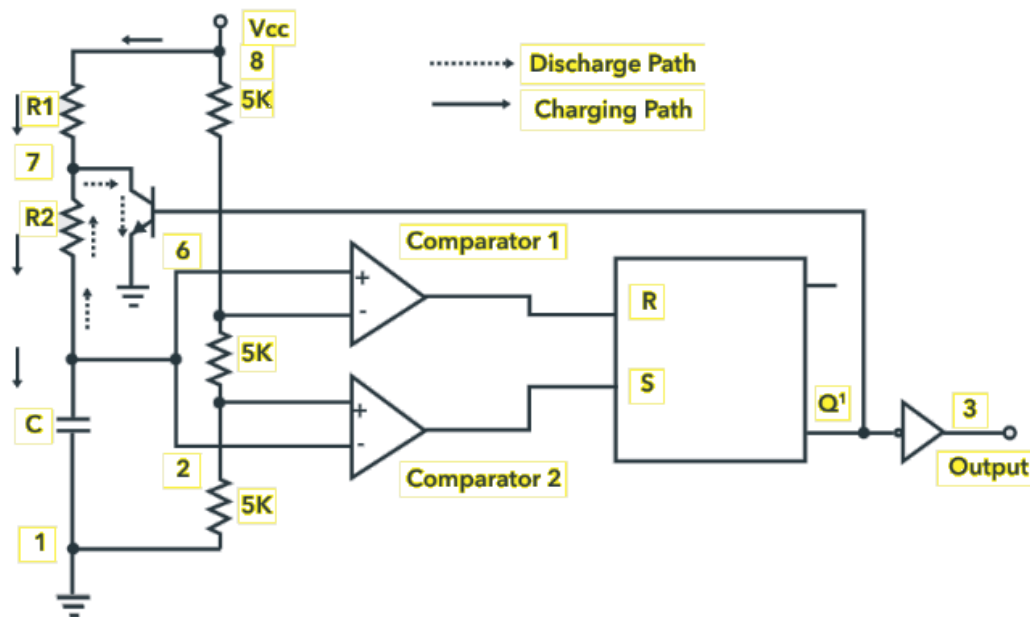 Vcc
8
5K
Discharge Path
Charging Path
R1
7
R2
6
Comparator 1
+
-
R
5K
S
C
+
-
Q¹
3
Output
2
Comparator 2
5K
1